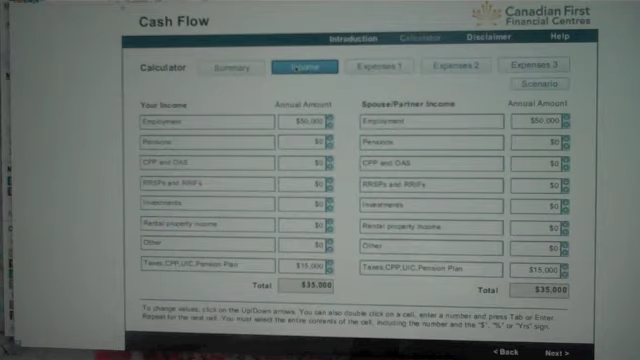 Cash Flow
Canadian First
Financial Centres
Introduction Calculator Disclaimer Help
Calculator Summary Income Expenses 1 Expenses 2 Expenses 3
Scenario
Your Income Annual Amount Spouse/Partner Income Annual Amount
Employment $50,000 Employment $50,000
Pensions $0 Pensions $0
CPP and OAS $0 CPP and OAS $0
RRSPs and RRIFs $0 RRSPs and RRIFs $0
Investments $0 Investments $0
Rental property income $0 Rental property income $0
Other $0 Other $0
Taxes,CPP,UIC,Pension Plan $15,000 Taxes,CPP,UIC,Pension Plan $15,000
Total $35,000 Total $35,000
To change values, click on the Up/Down arrows. You can also double click on a cell, enter a number and press Tab or Enter.
Repeat for the next cell. You must select the entire contents of the cell, including the number and the "$", "%" or "Yrs" sign.
< Back Next >